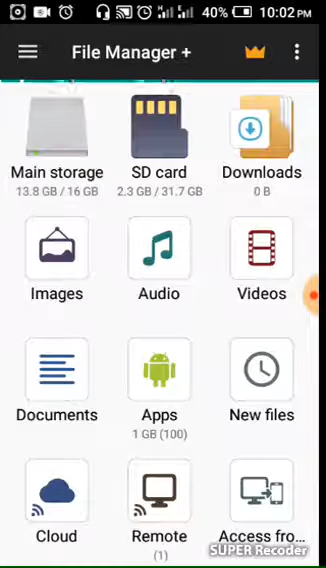 40% 10:02 PM
File Manager +
Main storage SD card Downloads
13.8 GB / 16 GB 2.3 GB / 31.7 GB 0 B
Images Audio Videos
Documents Apps New files
1 GB (100)
Cloud Remote Access fro...
(1)
SUPER Recorder